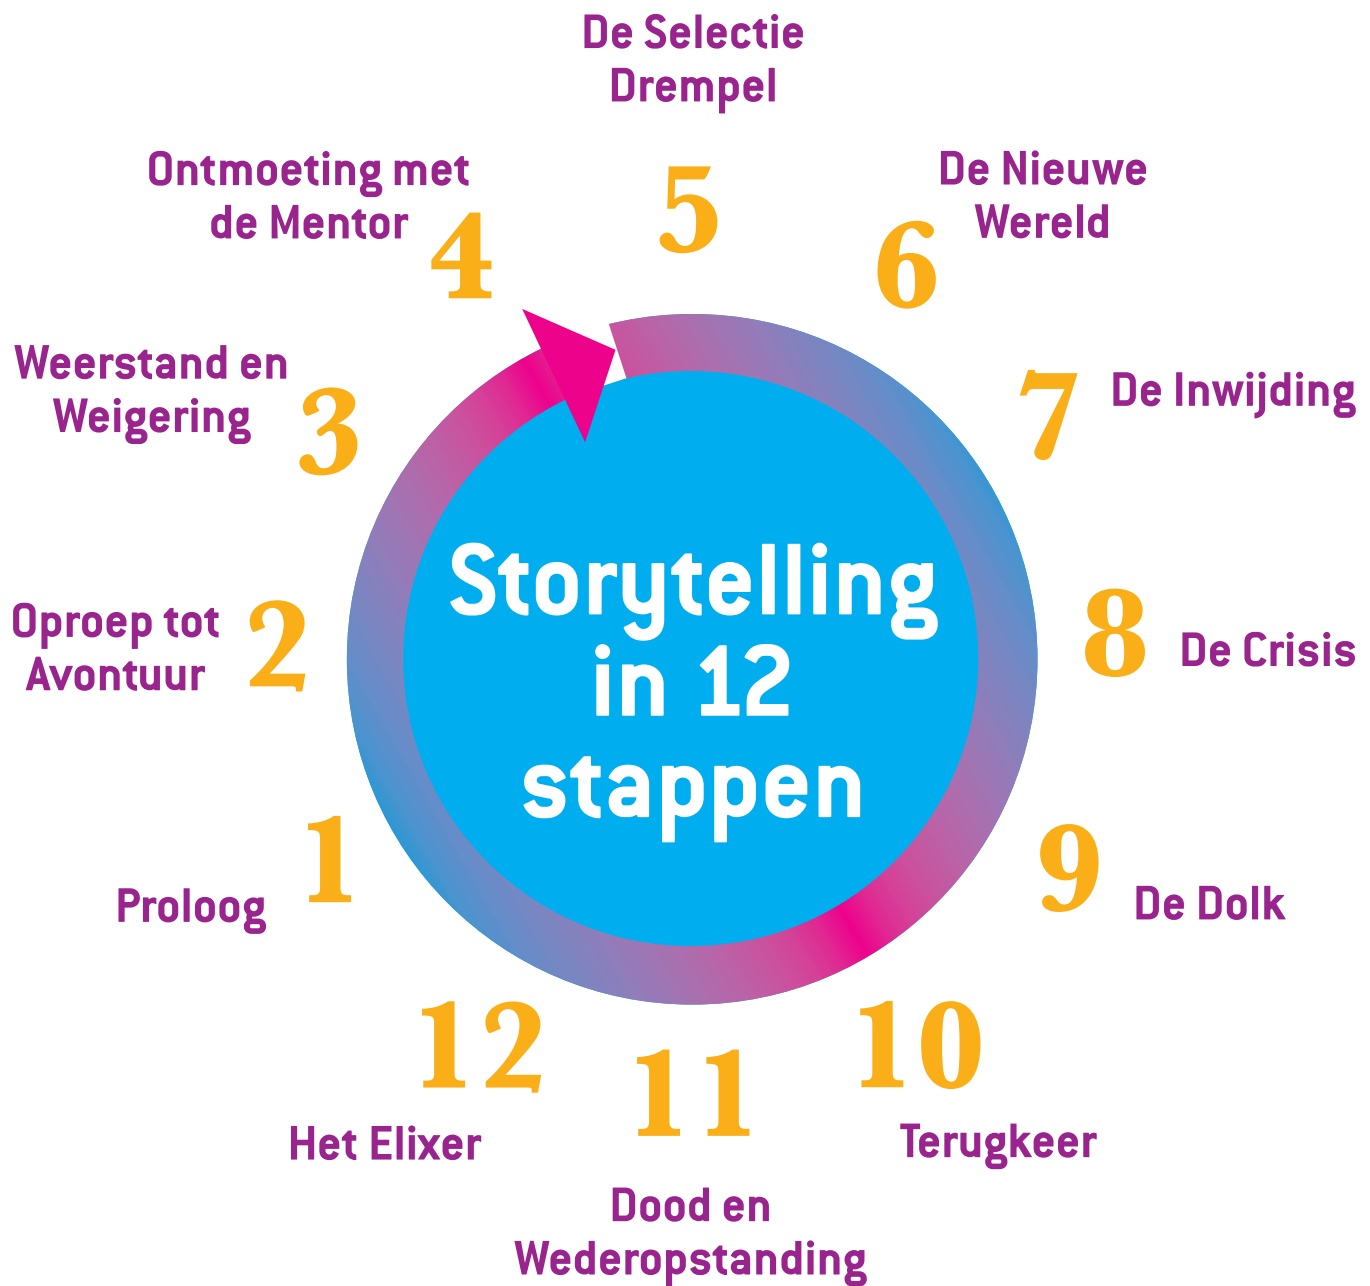 Storytelling
in 12
stappen
1
Proloog
2
Oproep tot
Avontuur
3
Weerstand en
Weigering
4
Ontmoeting met
de Mentor
5
De Selectie
Drempel
6
De Nieuwe
Wereld
7
De Inwijding
8
De Crisis
9
De Dolk
10
Terugkeer
11
Dood en
Wederopstanding
12
Het Elixer